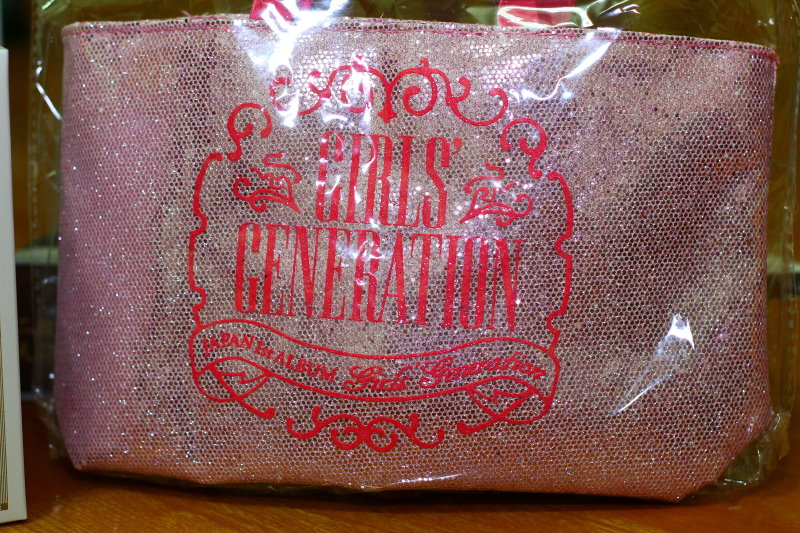 GIRLS'
GENERATION
JAPAN 1st ALBUM Girls' Generation